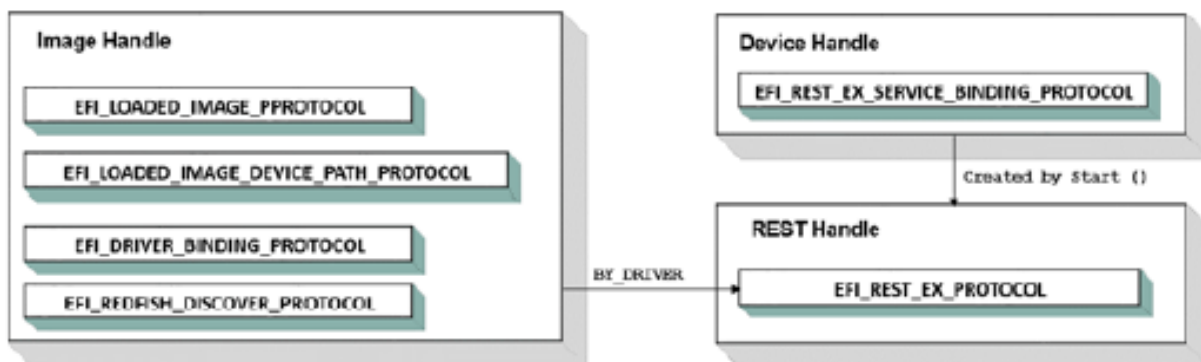 Image Handle
EFI_LOADED_IMAGE_PPROTOCOL
EFI_LOADED_IMAGE_DEVICE_PATH_PROTOCOL
EFI_DRIVER_BINDING_PROTOCOL
EFI_REDFISH_DISCOVER_PROTOCOL
BY_DRIVER
Device Handle
EFI_REST_EX_SERVICE_BINDING_PROTOCOL
Created by Start ()
REST Handle
EFI_REST_EX_PROTOCOL